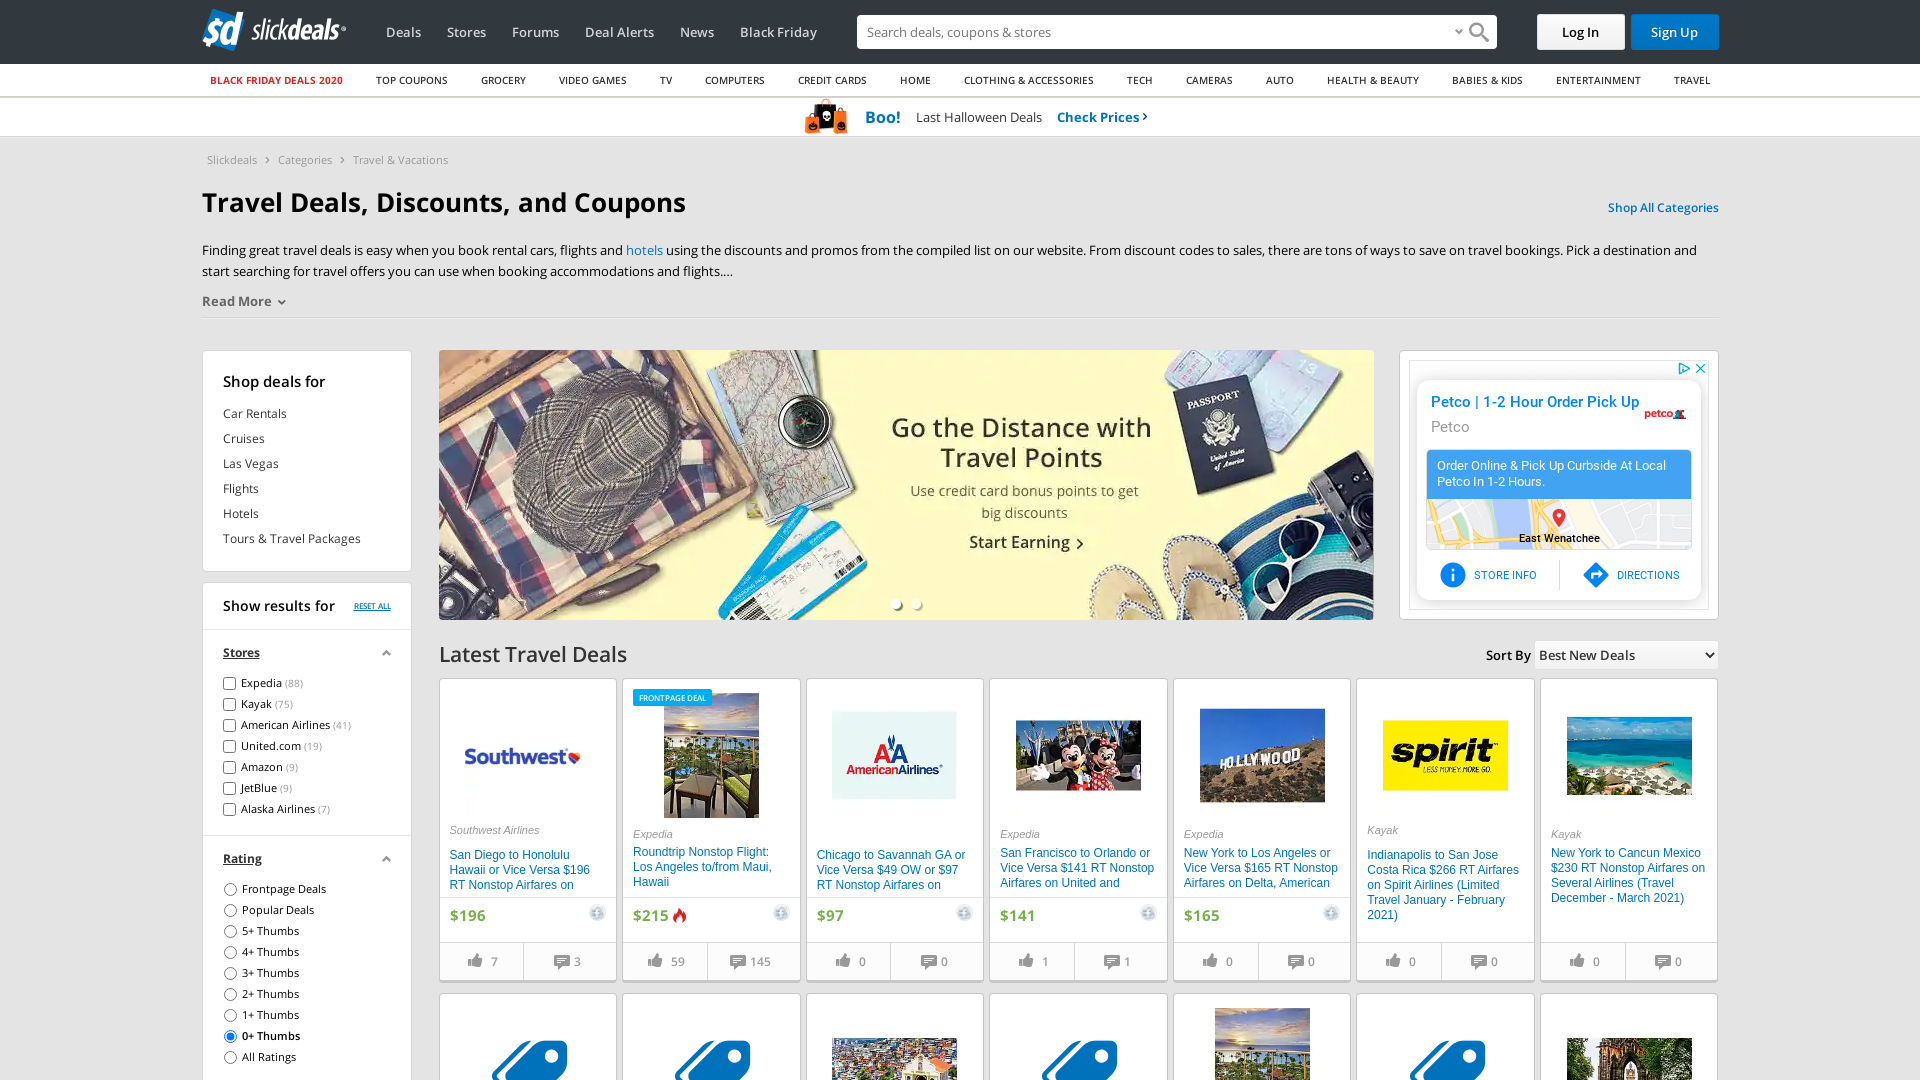 slickdeals
Deals
Stores
Forums
Deal Alerts
News
Black Friday
Search deals, coupons & stores
Log In
Sign Up
BLACK FRIDAY DEALS 2020
TOP COUPONS
GROCERY
VIDEO GAMES
TV
COMPUTERS
CREDIT CARDS
HOME
CLOTHING & ACCESSORIES
TECH
CAMERAS
AUTO
HEALTH & BEAUTY
BABIES & KIDS
ENTERTAINMENT
TRAVEL
Boo! Last Halloween Deals Check Prices
Slickdeals > Categories > Travel & Vacations
Travel Deals, Discounts, and Coupons
Shop All Categories
Finding great travel deals is easy when you book rental cars, flights and hotels using the discounts and promos from the compiled list on our website. From discount codes to sales, there are tons of ways to save on travel bookings. Pick a destination and
start searching for travel offers you can use when booking accommodations and flights....
Read More
Shop deals for
Car Rentals
Cruises
Las Vegas
Flights
Hotels
Tours & Travel Packages
Show results for
RESET ALL
Stores
Expedia (88)
Kayak (75)
American Airlines (41)
United.com (19)
Amazon (9)
JetBlue (9)
Alaska Airlines (7)
Rating
Frontpage Deals
Popular Deals
5+ Thumbs
4+ Thumbs
3+ Thumbs
2+ Thumbs
1+ Thumbs
0+ Thumbs
All Ratings
Go the Distance with
Travel Points
Use credit card bonus points to get
big discounts
Start Earning
PASSPORT
United States
of America
Petco | 1-2 Hour Order Pick Up
Petco
petco
Order Online & Pick Up Curbside At Local
Petco In 1-2 Hours.
East Wenatchee
STORE INFO
DIRECTIONS
Latest Travel Deals
Sort By Best New Deals
Southwest
Southwest Airlines
San Diego to Honolulu
Hawaii or Vice Versa $196
RT Nonstop Airfares on
$196
7
3
FRONTPAGE DEAL
Expedia
Roundtrip Nonstop Flight:
Los Angeles to/from Maui,
Hawaii
$215
59
145
AA
AmericanAirlines
Chicago to Savannah GA or
Vice Versa $49 OW or $97
RT Nonstop Airfares on
$97
0
0
Expedia
San Francisco to Orlando or
Vice Versa $141 RT Nonstop
Airfares on United and
$141
1
1
HOLLYWOOD
Expedia
New York to Los Angeles or
Vice Versa $165 RT Nonstop
Airfares on Delta, American
$165
0
0
spirit
LESS MONEY. MORE GO.
Kayak
Indianapolis to San Jose
Costa Rica $266 RT Airfares
on Spirit Airlines (Limited
Travel January - February
2021)
0
0
Kayak
New York to Cancun Mexico
$230 RT Nonstop Airfares on
Several Airlines (Travel
December - March 2021)
0
0